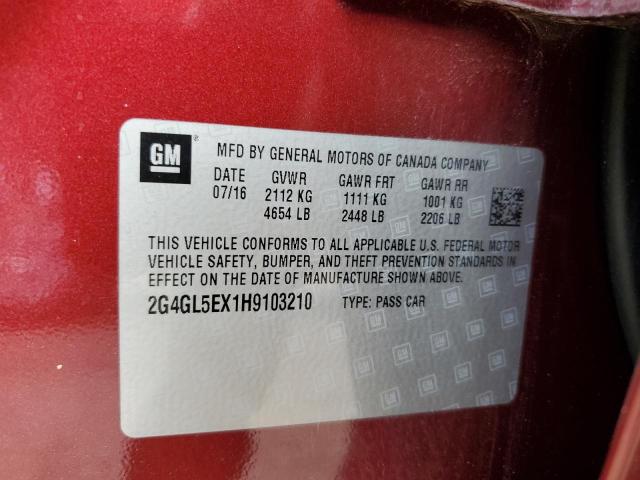 GM ® MFD BY GENERAL MOTORS OF CANADA COMPANY
DATE GVWR GAWR FRT GAWR RR
07/16 2112 KG 1111 KG 1001 KG
4654 LB 2448 LB 2206 LB
THIS VEHICLE CONFORMS TO ALL APPLICABLE U.S. FEDERAL MOTOR
VEHICLE SAFETY, BUMPER, AND THEFT PREVENTION STANDARDS IN
EFFECT ON THE DATE OF MANUFACTURE SHOWN ABOVE.
2G4GL5EX1H9103210 TYPE: PASS CAR